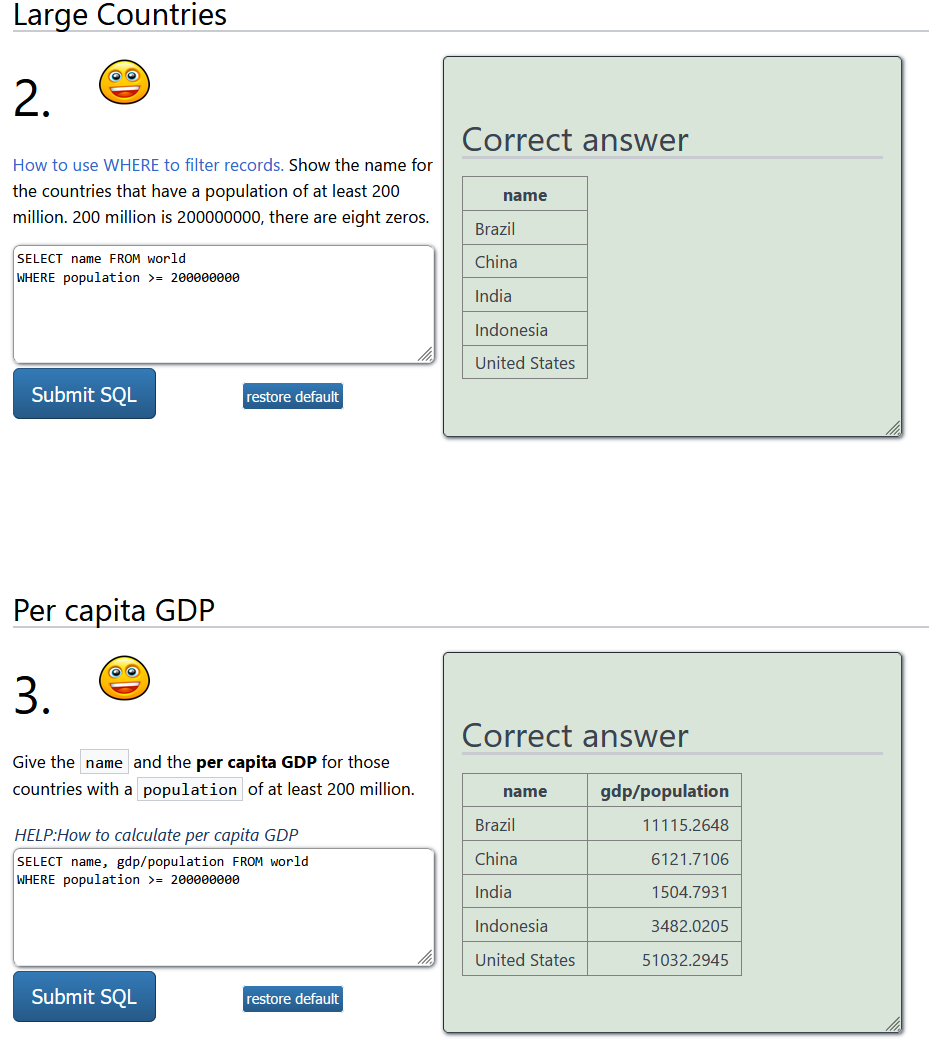 Large Countries
2.
How to use WHERE to filter records. Show the name for
the countries that have a population of at least 200
million. 200 million is 200000000, there are eight zeros.
SELECT name FROM world
WHERE population >= 200000000
Submit SQL
restore default
Correct answer
name
Brazil
China
India
Indonesia
United States
Per capita GDP
3.
Give the name and the per capita GDP for those
countries with a population of at least 200 million.
HELP:How to calculate per capita GDP
SELECT name, gdp/population FROM world
WHERE population >= 200000000
Submit SQL
restore default
Correct answer
name gdp/population
Brazil 11115.2648
China 6121.7106
India 1504.7931
Indonesia 3482.0205
United States 51032.2945